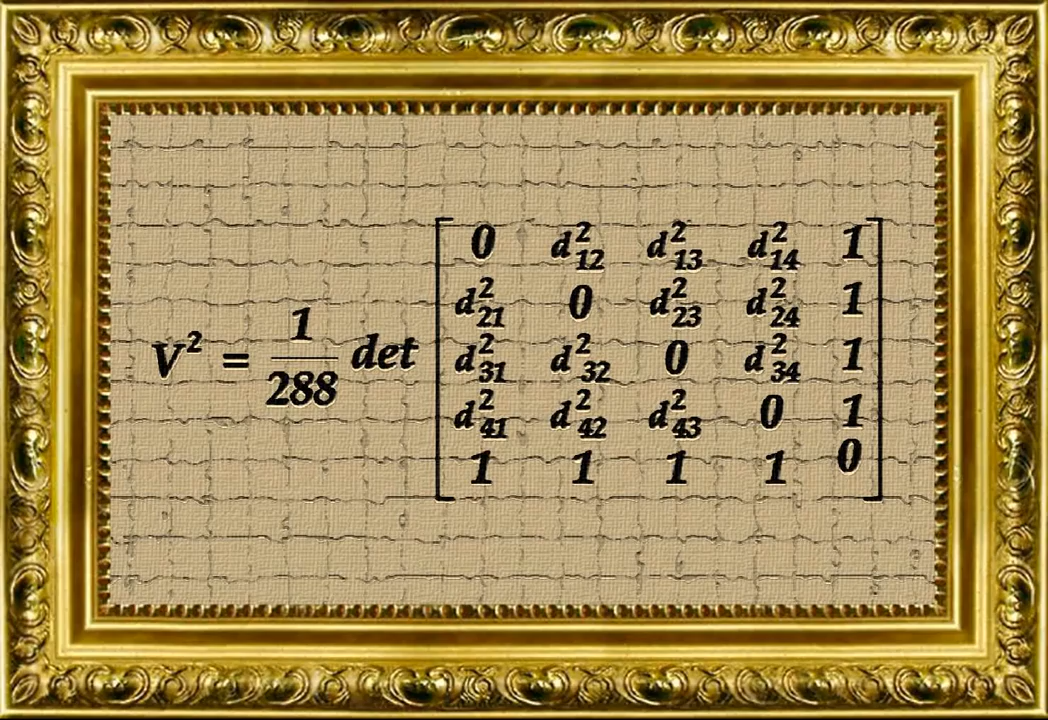 V² = 1/288 det [ 0 d²₁₂ d²₁₃ d²₁₄ 1
d²₂₁ 0 d²₂₃ d²₂₄ 1
d²₃₁ d²₃₂ 0 d²₃₄ 1
d²₄₁ d²₄₂ d²₄₃ 0 1
1 1 1 1 0 ]